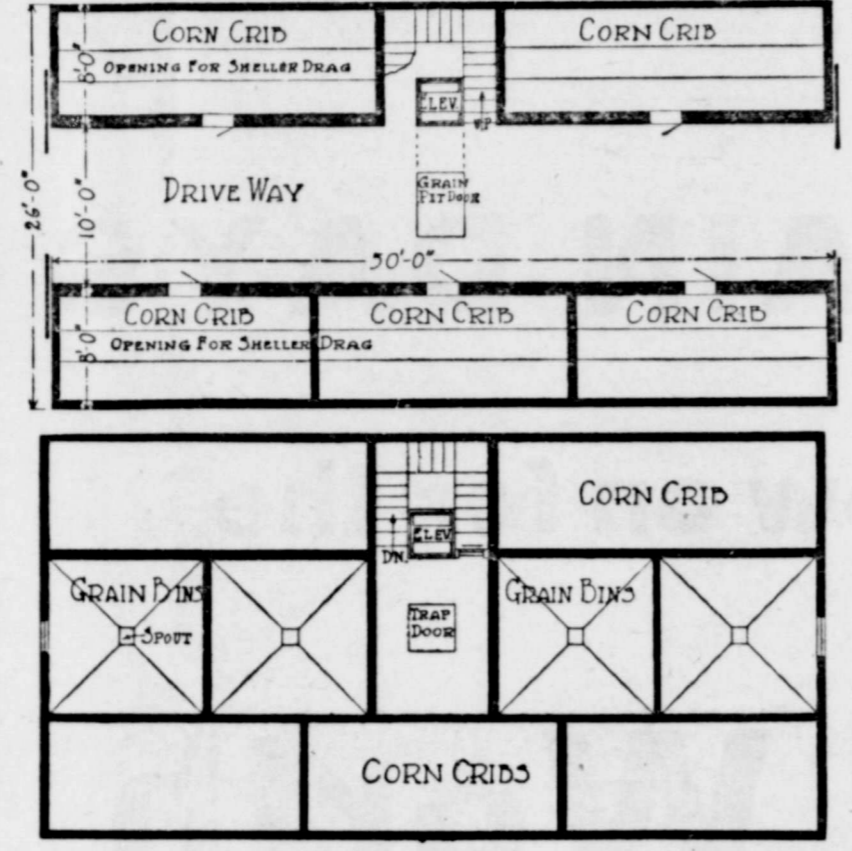 CORN CRIB
CORN CRIB
8'-0"
OPENING FOR SHELLER DRAG
ELEV.
UP
26'-0"
10'-0"
DRIVE WAY
GRAIN
PIT DOOR
50'-0"
CORN CRIB
CORN CRIB
CORN CRIB
8'-0"
OPENING FOR SHELLER DRAG
CORN CRIB
ELEV.
DN.
GRAIN BINS
GRAIN BINS
TRAP
DOOR
SPOUT
CORN CRIBS